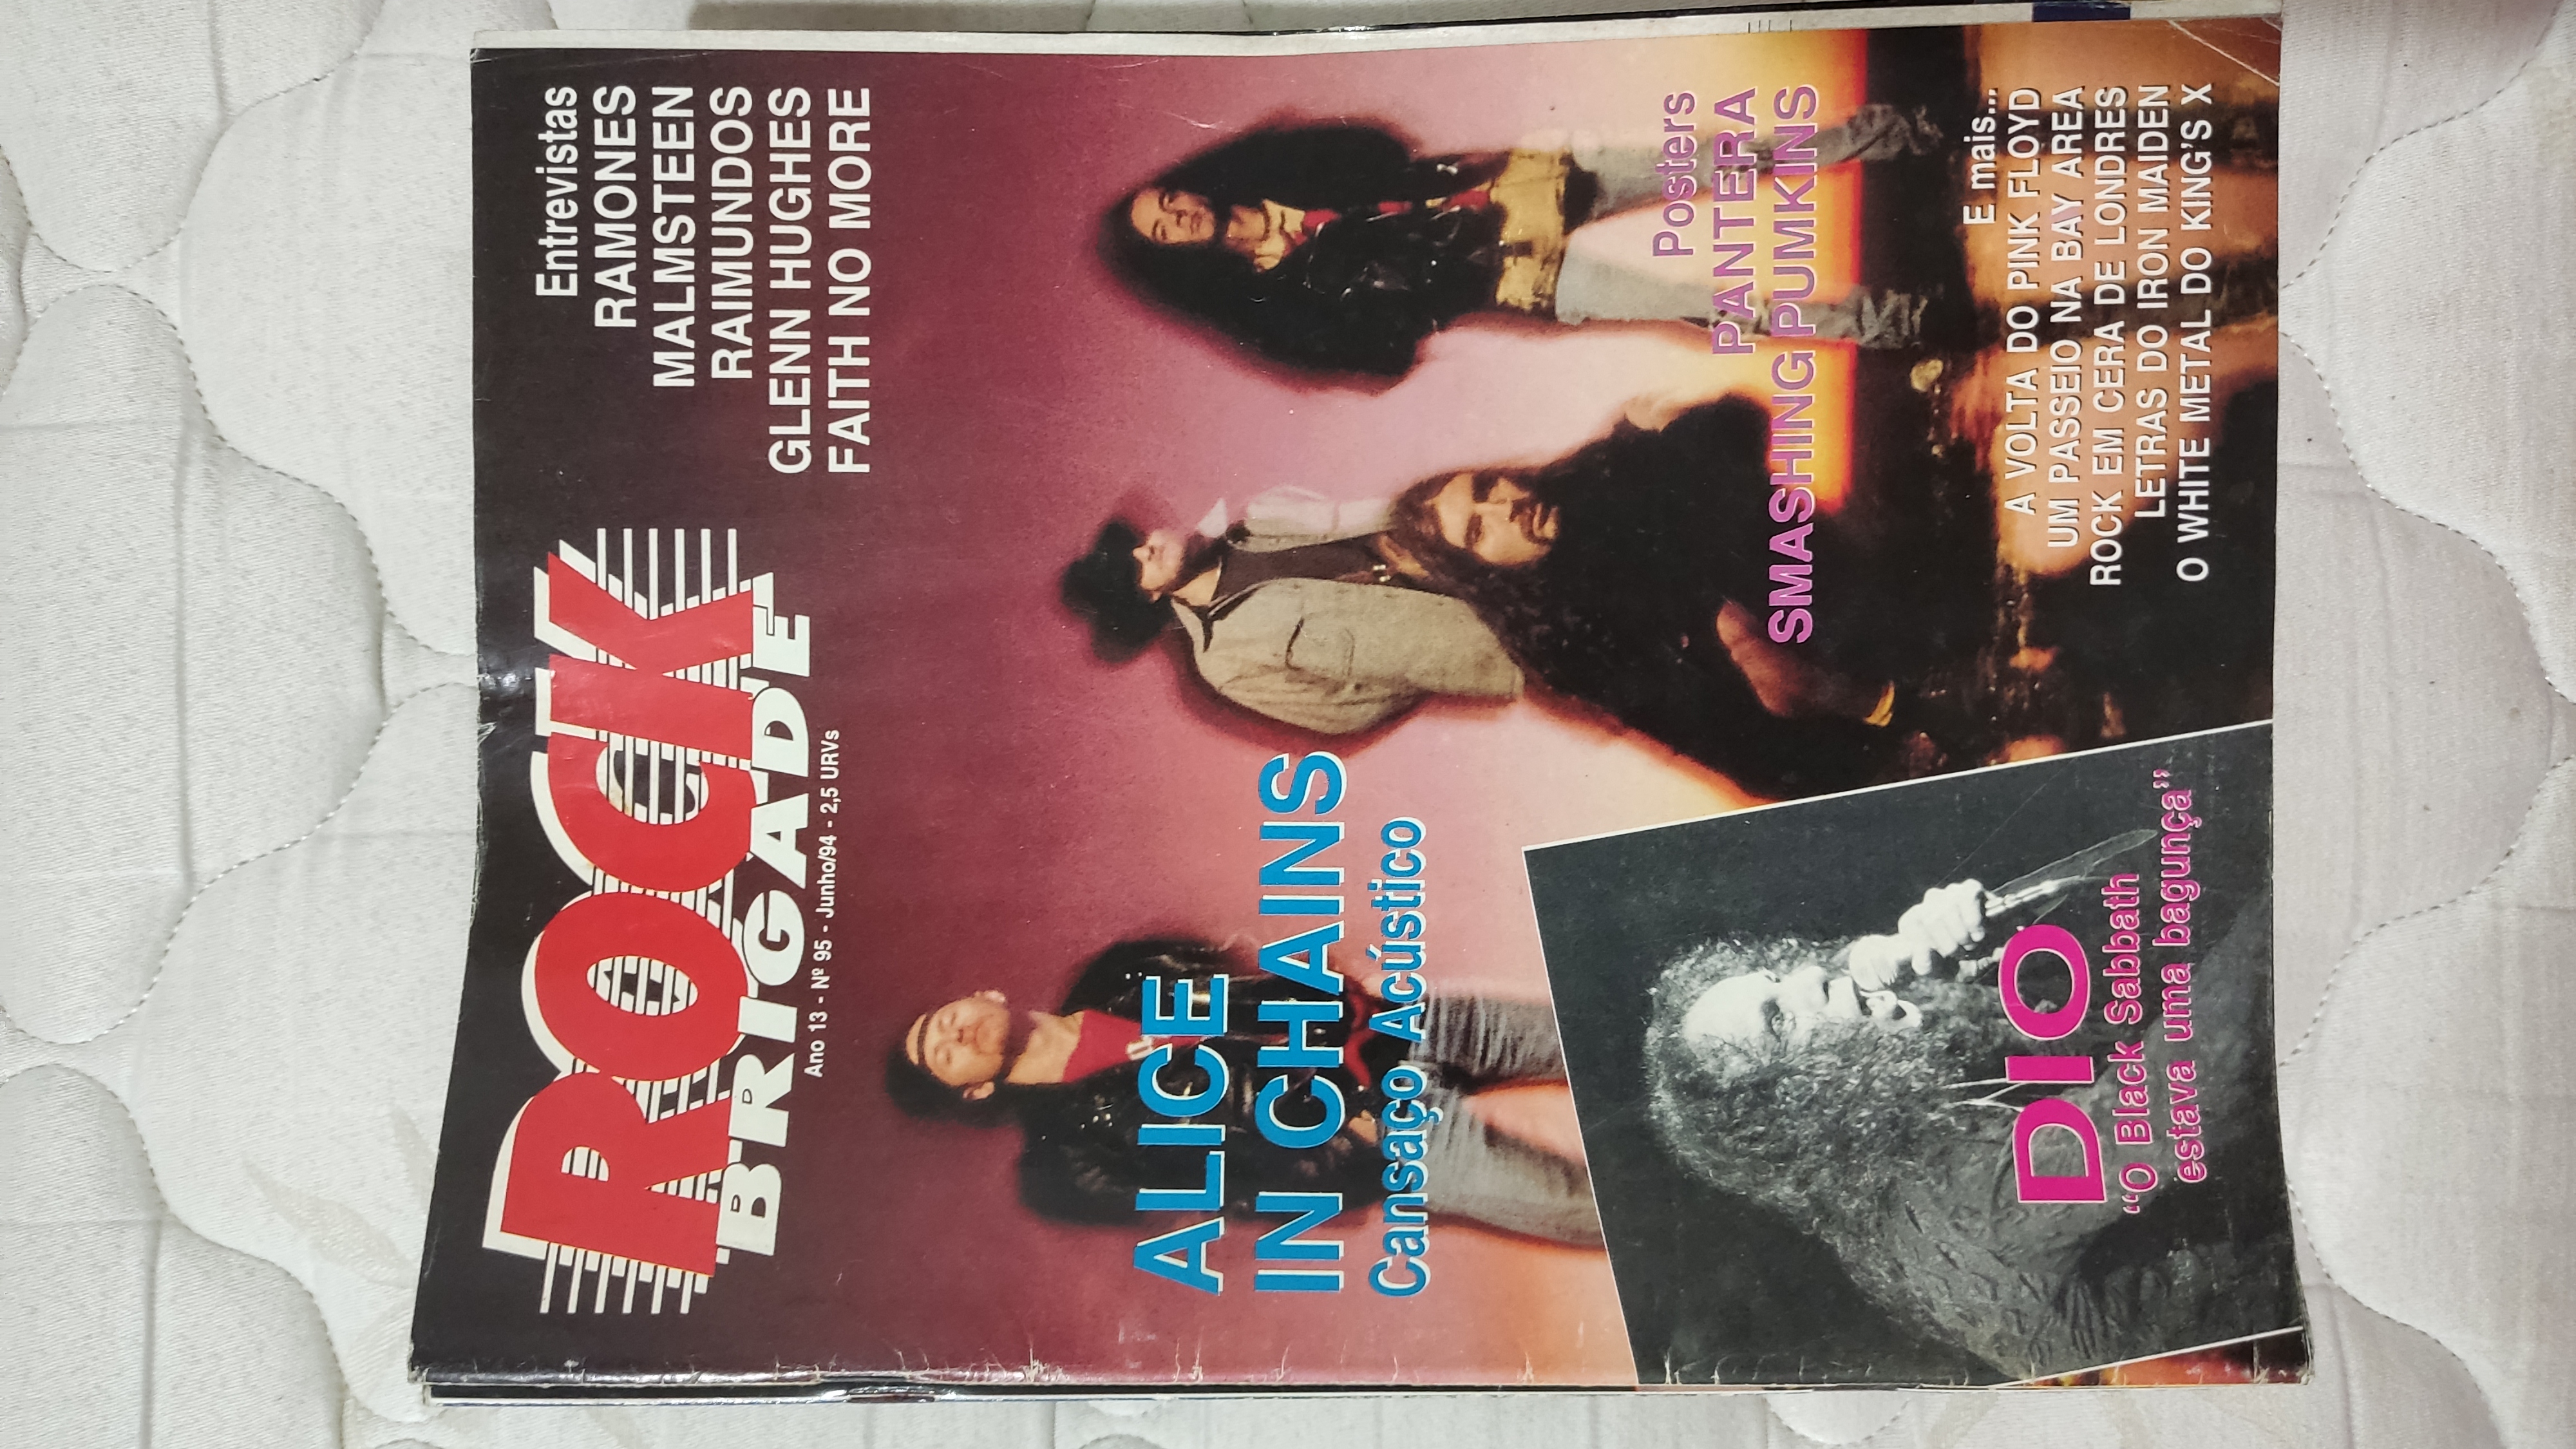 ROCK
BRIGADE
Ano 13 - Nº 95 - Junho/94 - 2,5 URVs
Entrevistas
RAMONES
MALMSTEEN
RAIMUNDOS
GLENN HUGHES
FAITH NO MORE
ALICE
IN CHAINS
Cansaço Acústico
Posters
PANTERA
SMASHING PUMKINS
DIO
“O Black Sabbath
estava uma bagunça”
E mais...
A VOLTA DO PINK FLOYD
UM PASSEIO NA BAY AREA
ROCK EM CERA DE LONDRES
LETRAS DO IRON MAIDEN
O WHITE METAL DO KING’S X